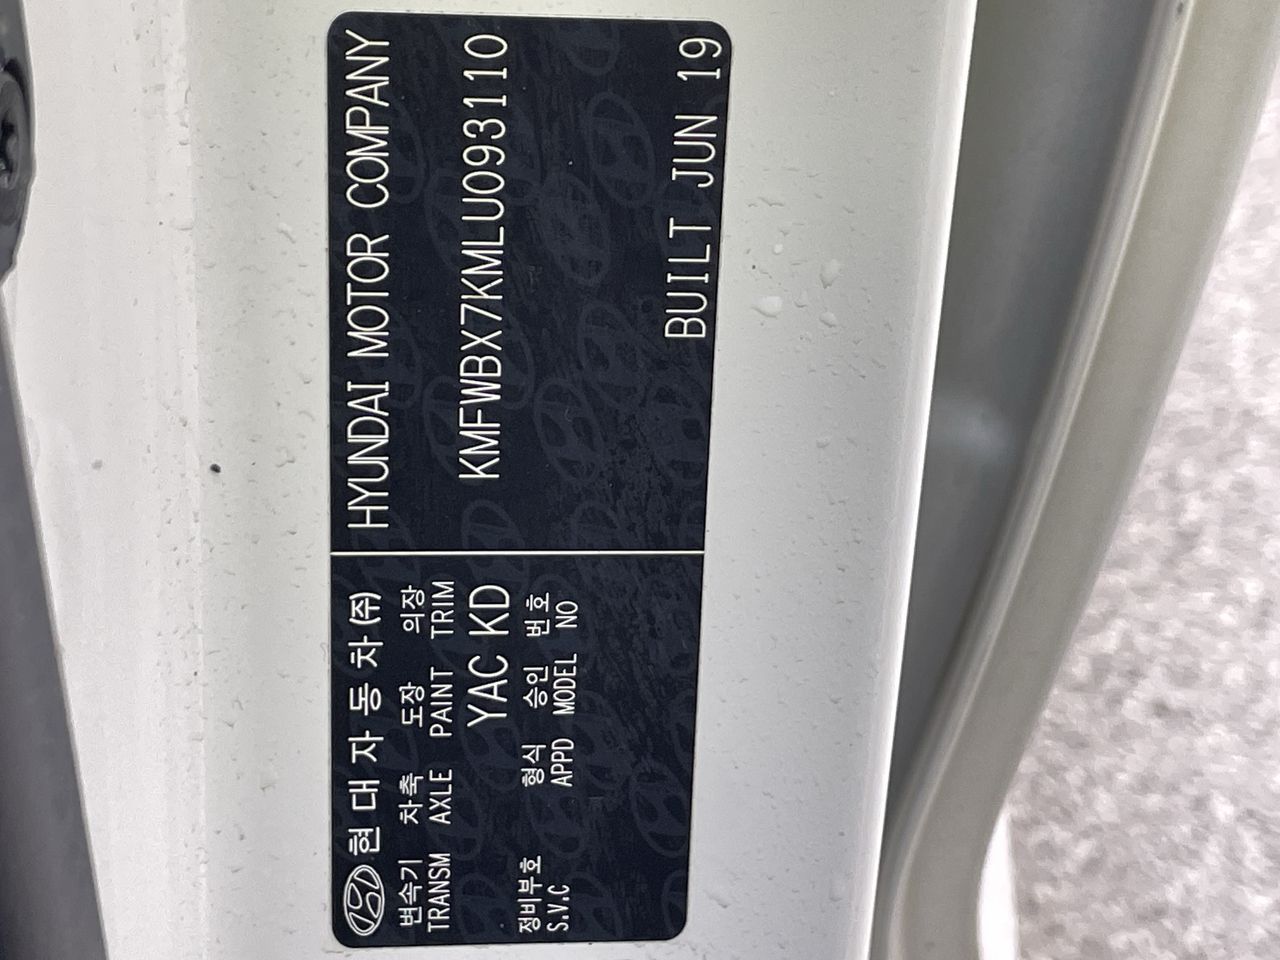 현대자동차(주)
HYUNDAI MOTOR COMPANY
변속기 차축 도장 의장
TRANSM AXLE PAINT TRIM
YAC KD
KMFWBX7KMLU093110
정비부호 형식 승인 번호
S.V.C APPD MODEL NO
BUILT JUN 19